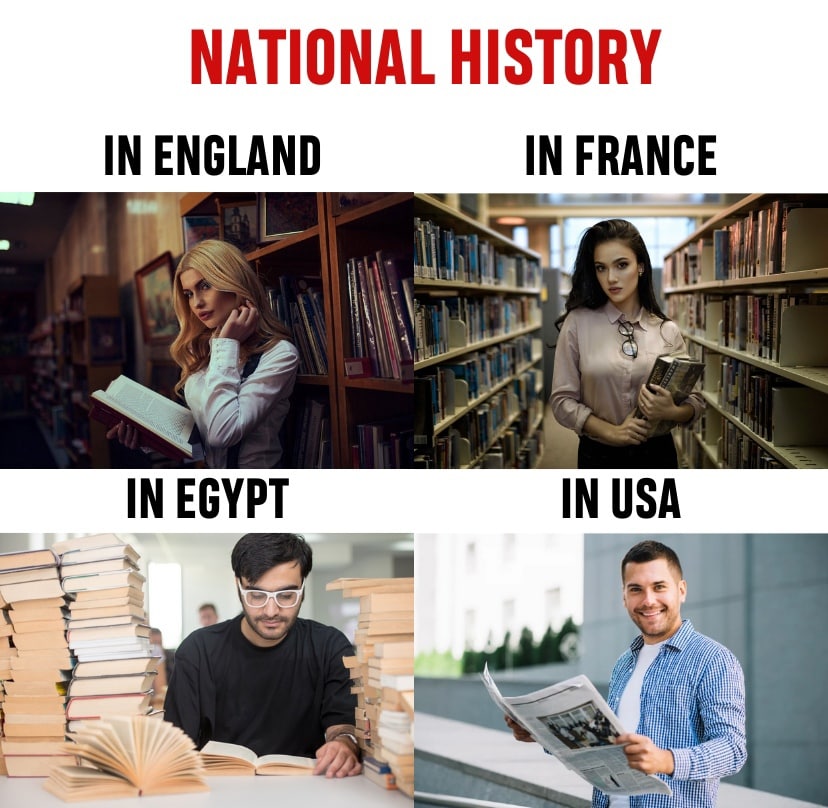 NATIONAL HISTORY
IN ENGLAND
IN FRANCE
IN EGYPT
IN USA